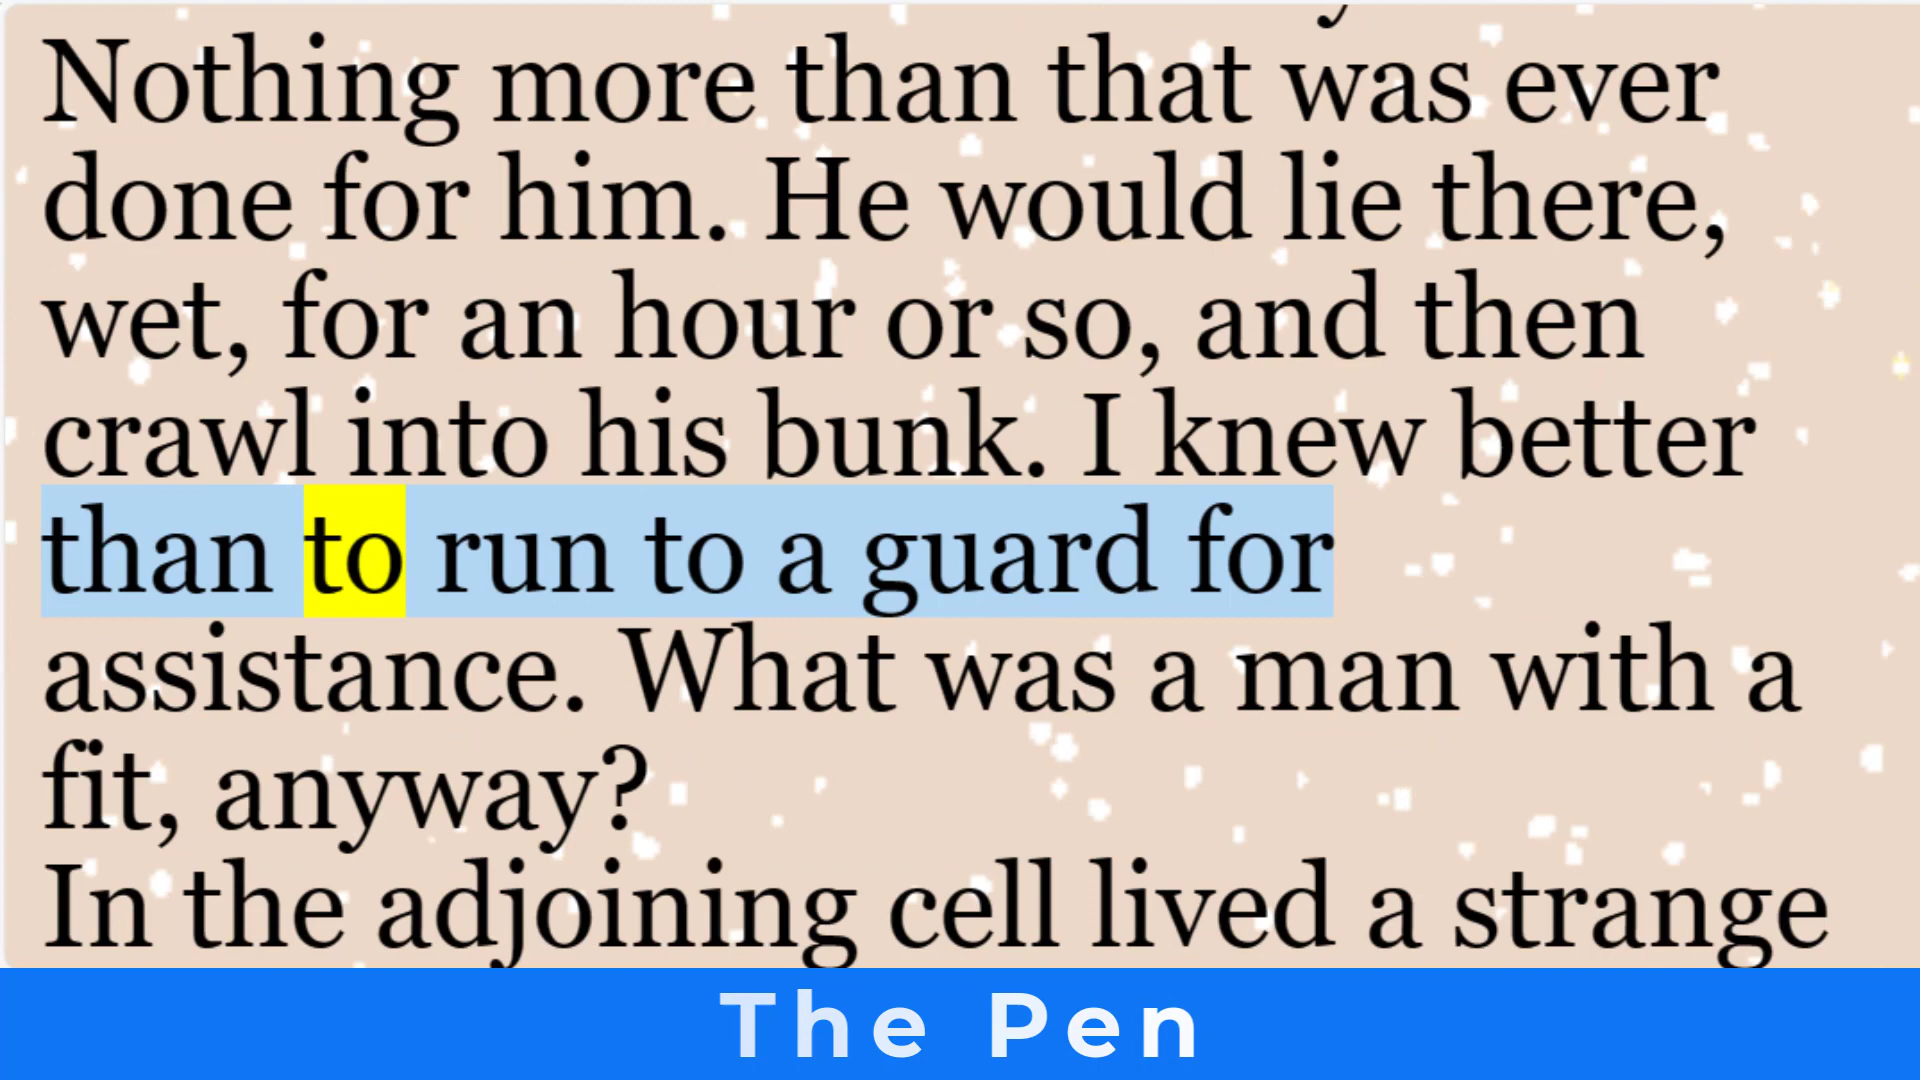 Nothing more than that was ever
done for him. He would lie there,
wet, for an hour or so, and then
crawl into his bunk. I knew better
than to run to a guard for
assistance. What was a man with a
fit, anyway?
In the adjoining cell lived a strange
The Pen